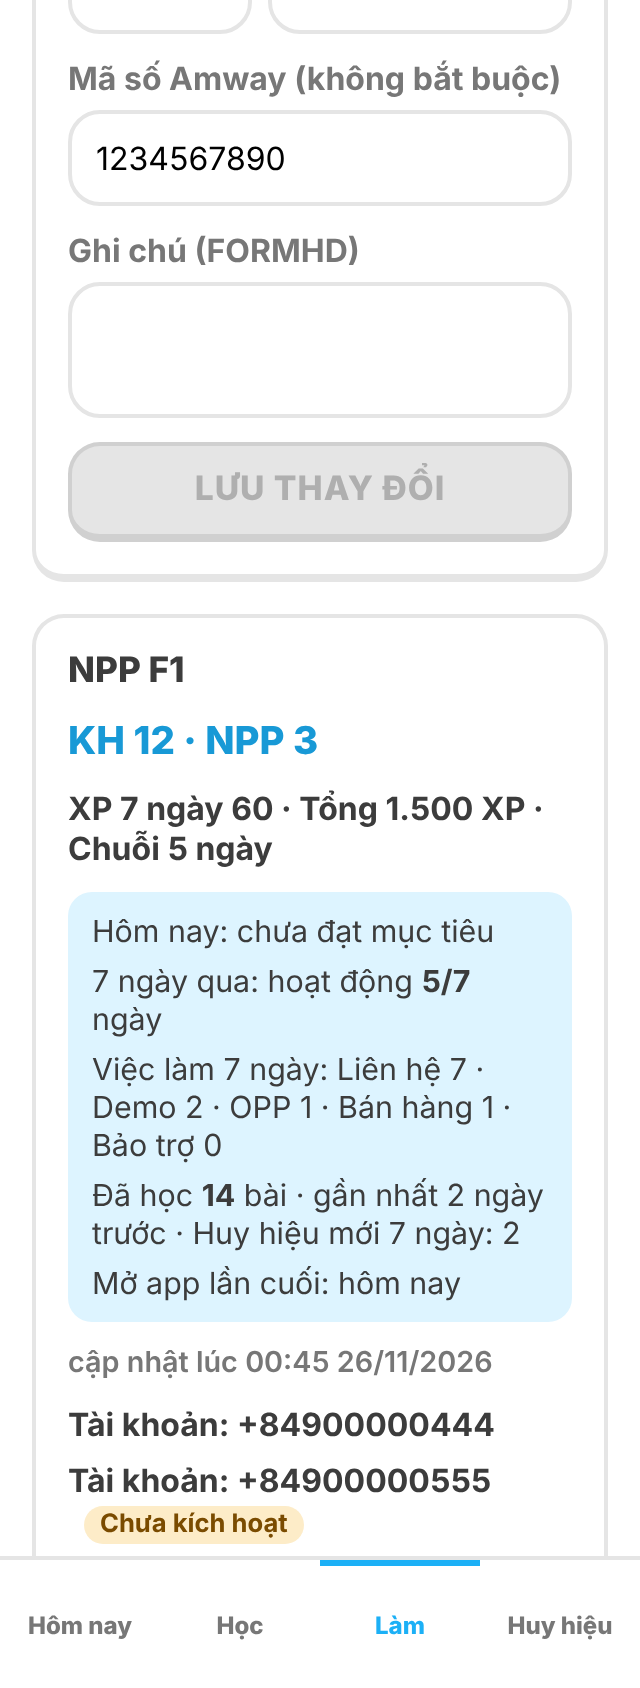 Mã số Amway (không bắt buộc)
1234567890
Ghi chú (FORMHD)
LƯU THAY ĐỔI
NPP F1
KH 12 · NPP 3
XP 7 ngày 60 · Tổng 1.500 XP ·
Chuỗi 5 ngày
Hôm nay: chưa đạt mục tiêu
7 ngày qua: hoạt động 5/7
ngày
Việc làm 7 ngày: Liên hệ 7 ·
Demo 2 · OPP 1 · Bán hàng 1 ·
Bảo trợ 0
Đã học 14 bài · gần nhất 2 ngày
trước · Huy hiệu mới 7 ngày: 2
Mở app lần cuối: hôm nay
cập nhật lúc 00:45 26/11/2026
Tài khoản: +84900000444
Tài khoản: +84900000555
Chưa kích hoạt
Hôm nay
Học
Làm
Huy hiệu